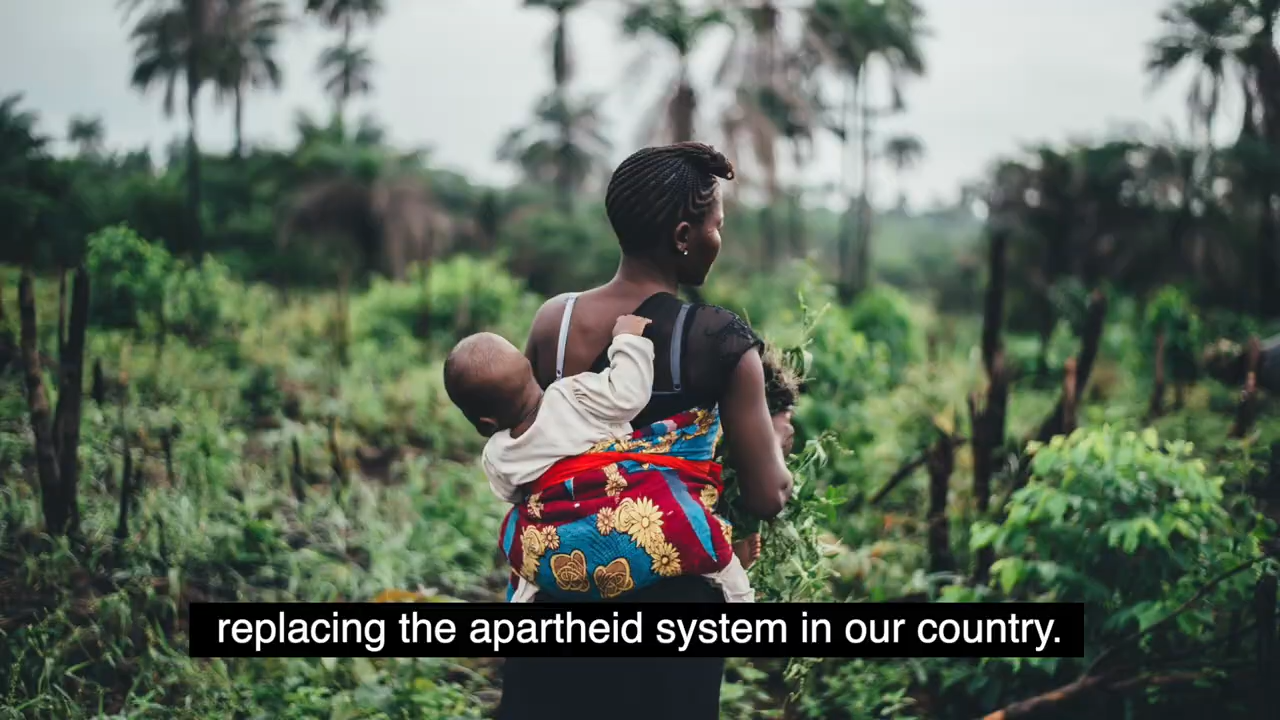 replacing the apartheid system in our country.